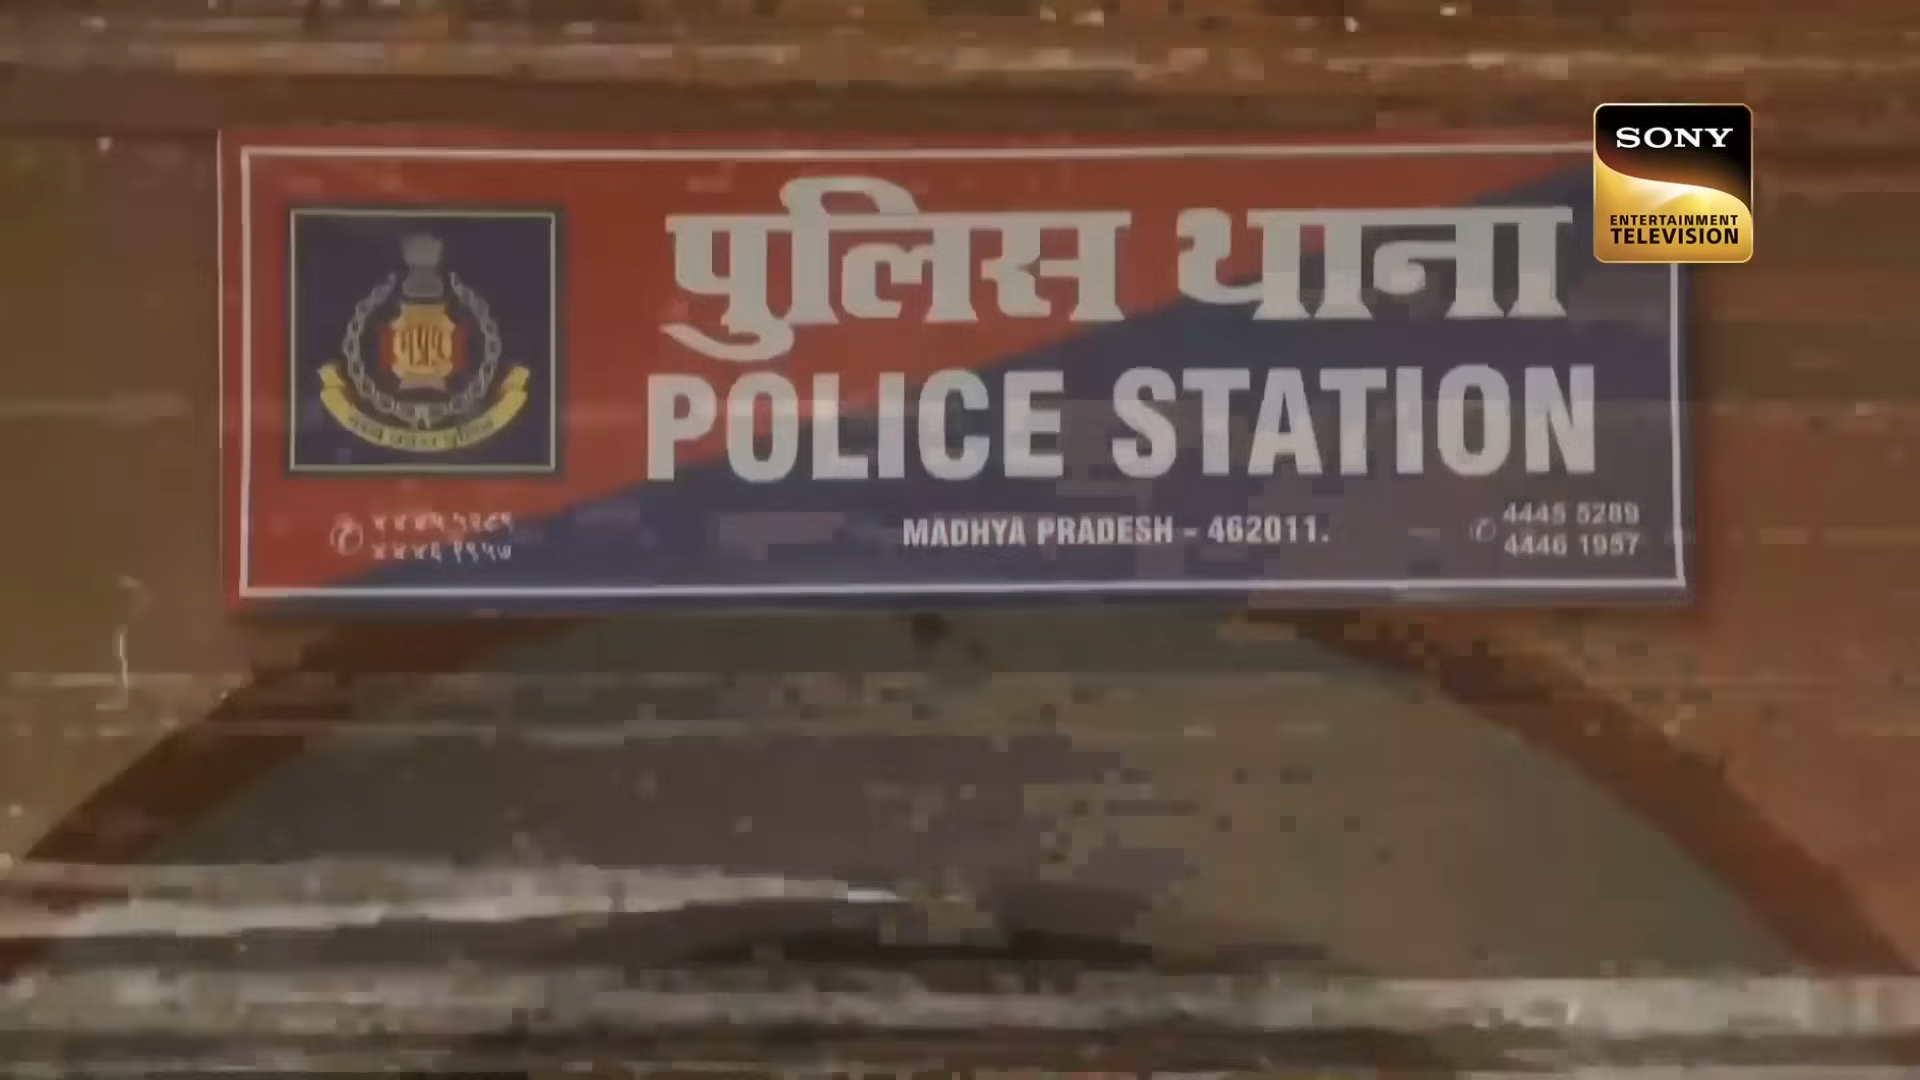 पुलिस थाना
POLICE STATION
MADHYA PRADESH - 462011.
4445 5289
4446 1957
SONY
ENTERTAINMENT
TELEVISION